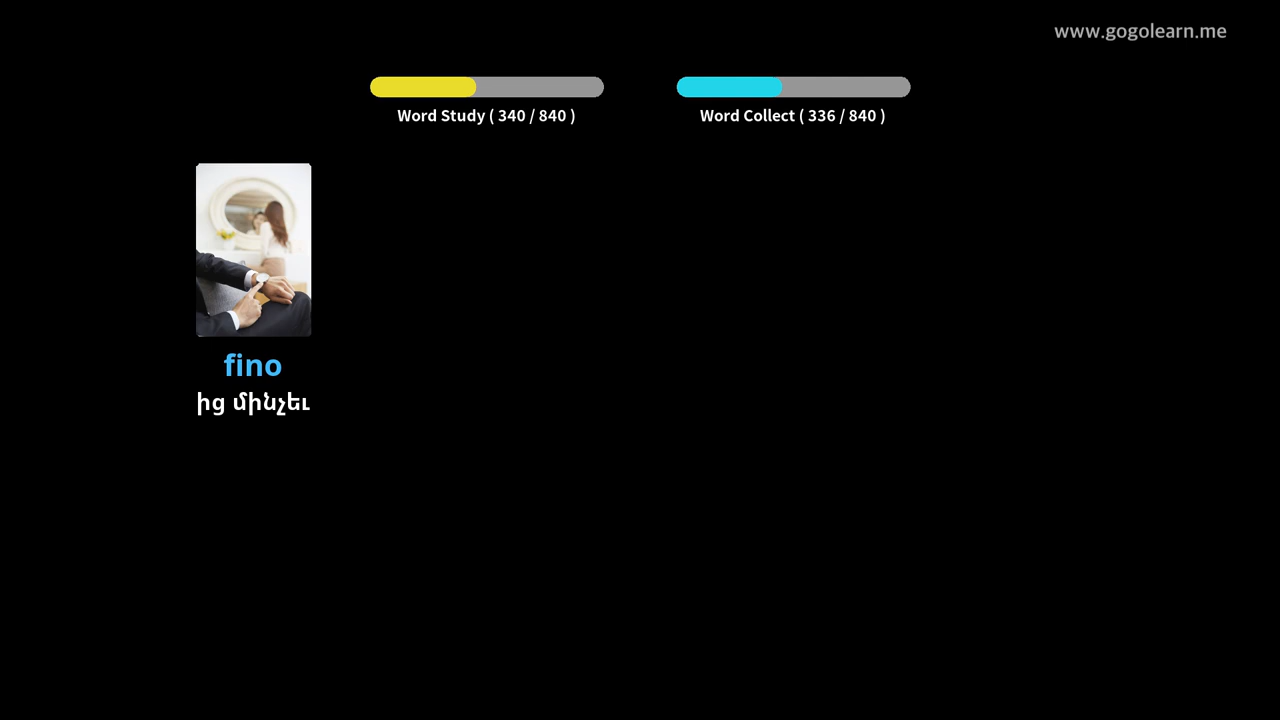 www.gogolearn.me
Word Study ( 340 / 840 )
Word Collect ( 336 / 840 )
fino
ից մինչեւ